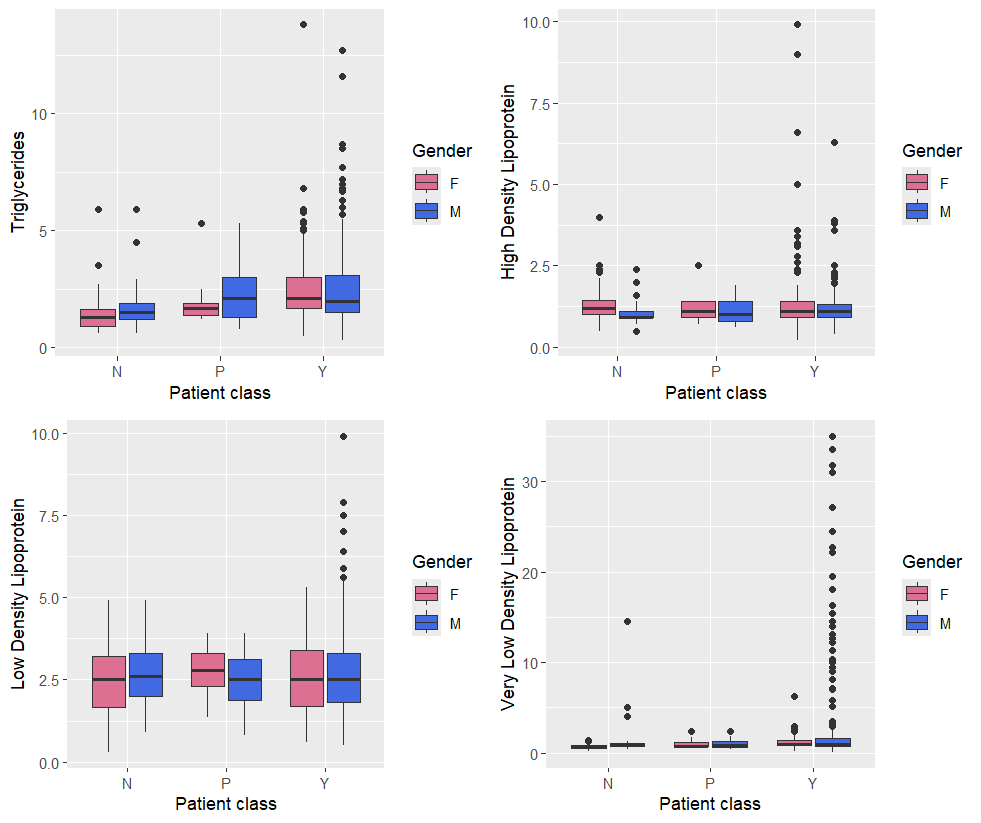 Triglycerides
10
5
0
N P Y
Patient class
Gender
F
M
High Density Lipoprotein
10.0
7.5
5.0
2.5
0.0
N P Y
Patient class
Gender
F
M
Low Density Lipoprotein
10.0
7.5
5.0
2.5
0.0
N P Y
Patient class
Gender
F
M
Very Low Density Lipoprotein
30
20
10
0
N P Y
Patient class
Gender
F
M